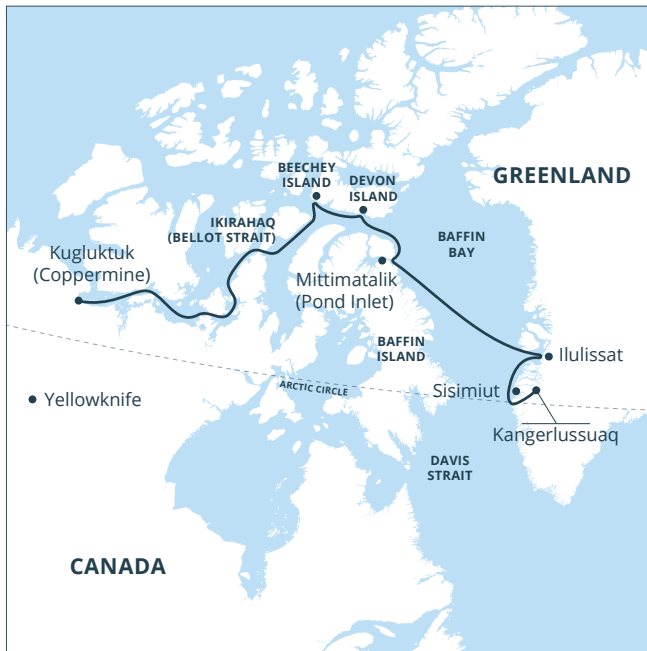 BEECHEY
ISLAND
DEVON
ISLAND
GREENLAND
IKIRAHAQ
(BELLOT STRAIT)
BAFFIN
BAY
Kugluktuk
(Coppermine)
Mittimatalik
(Pond Inlet)
BAFFIN
ISLAND
Ilulissat
ARCTIC CIRCLE
Sisimiut
Yellowknife
Kangerlussuaq
DAVIS
STRAIT
CANADA